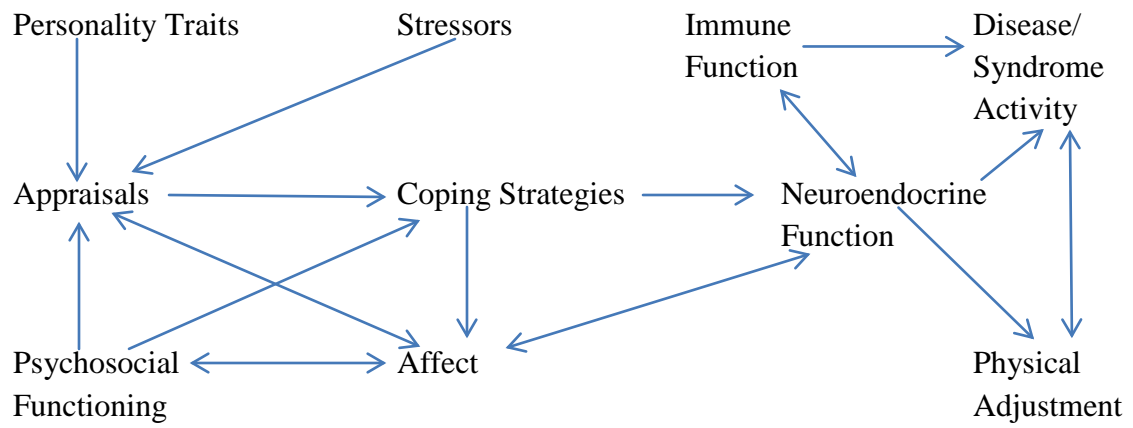 Personality Traits
Stressors
Immune
Function
Disease/
Syndrome
Activity
Appraisals
Coping Strategies
Neuroendocrine
Function
Psychosocial
Functioning
Affect
Physical
Adjustment